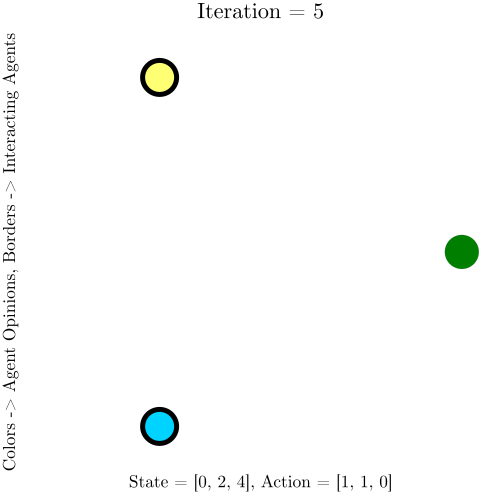 Iteration = 5
Colors -> Agent Opinions, Borders -> Interacting Agents
State = [0, 2, 4], Action = [1, 1, 0]